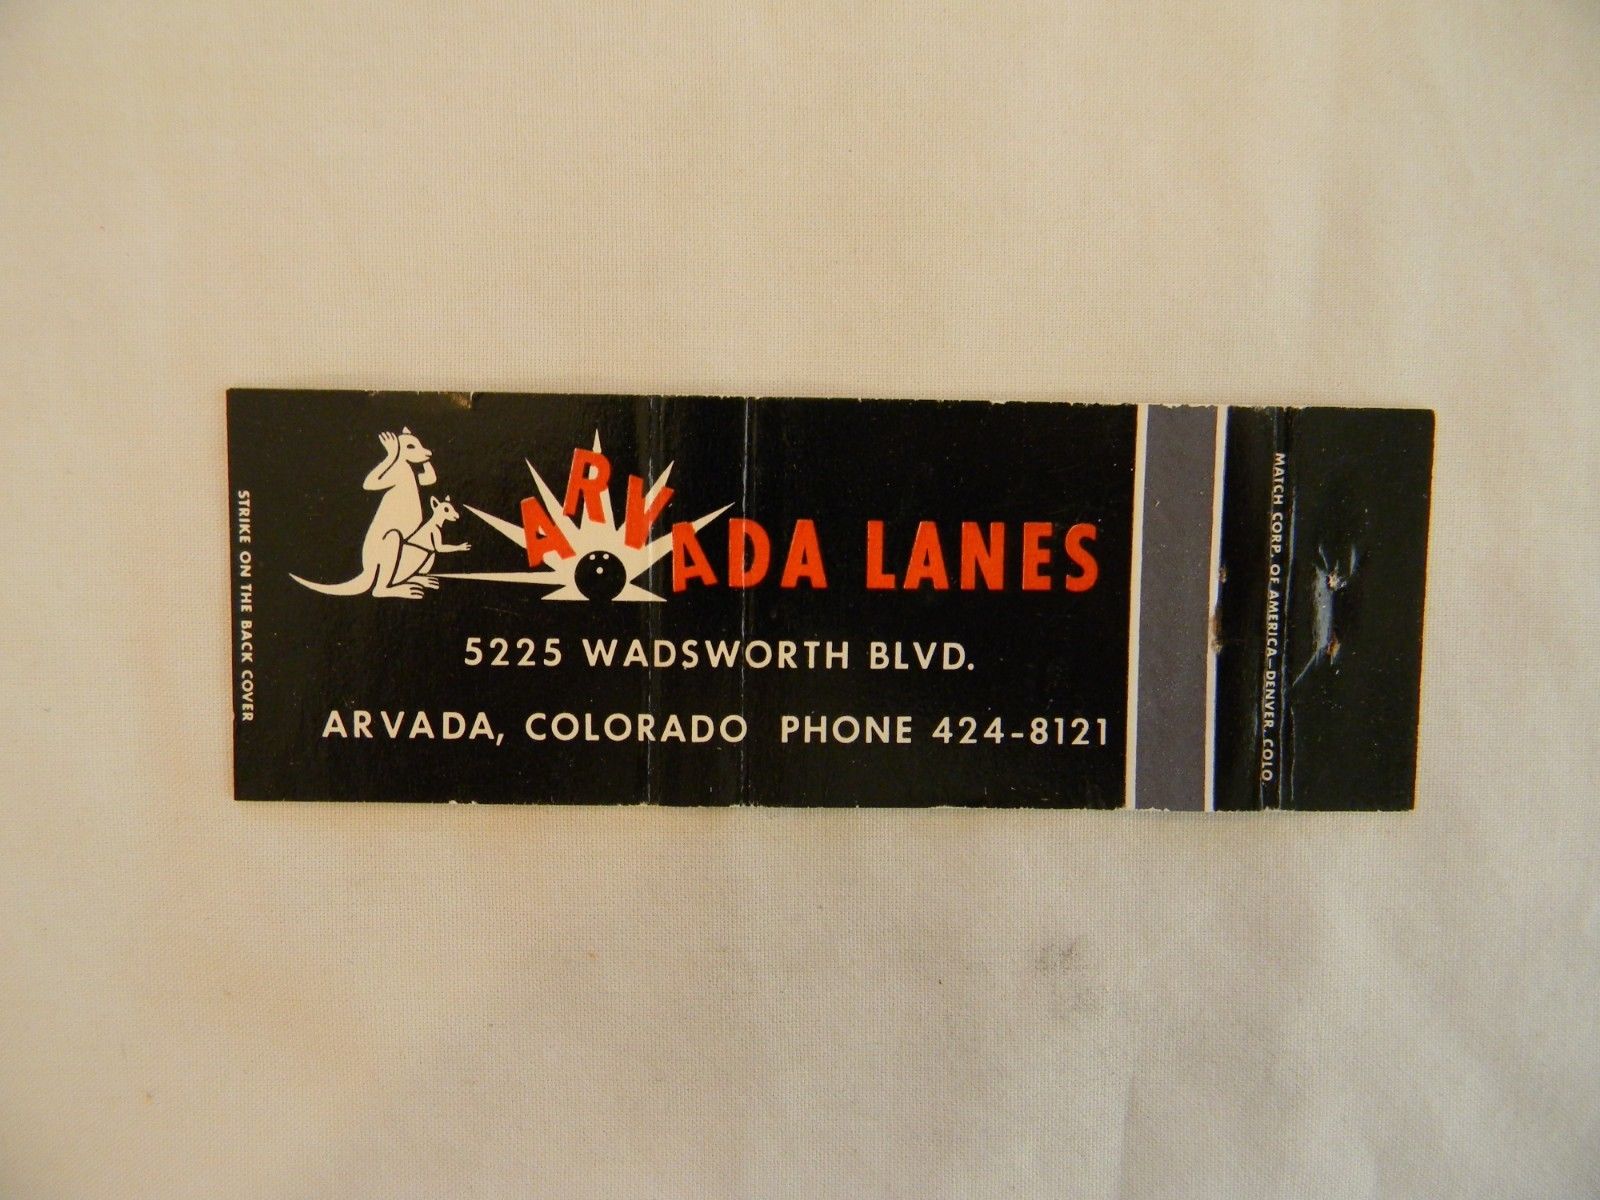 ARVADA LANES
5225 WADSWORTH BLVD.
ARVADA, COLORADO PHONE 424-8121
STRIKE ON THE BACK COVER
MATCH CORP. OF AMERICA-DENVER, COLO.